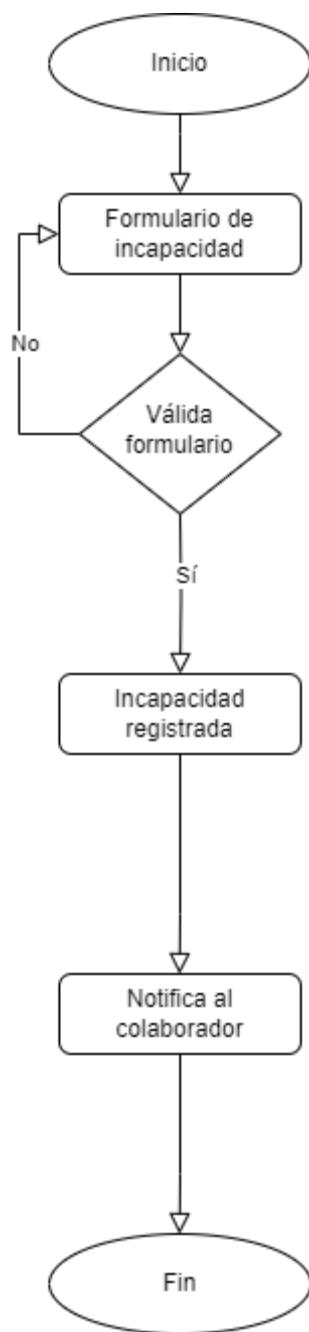 Inicio
Formulario de
incapacidad
No
Válida
formulario
Sí
Incapacidad
registrada
Notifica al
colaborador
Fin